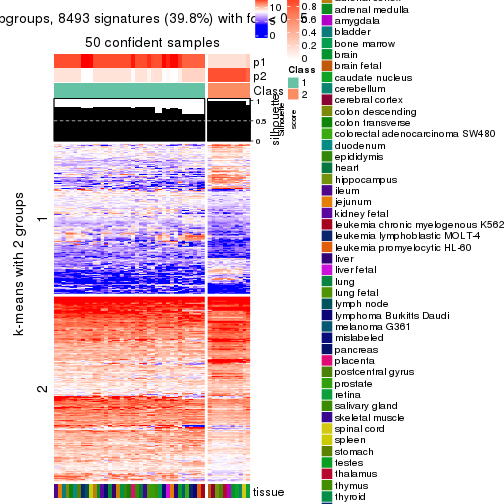 ogroups, 8493 signatures (39.8%) with
50 confident samples
p1
p2
Class
silhouette
1
0.5
0
1
2
k-means with 2 groups
tissue
10
5
0
0.8
0.6
0.4
0.2
0
Class
1
2
silhouette
score
adrenal medulla
amygdala
bladder
bone marrow
brain
brain fetal
caudate nucleus
cerebellum
cerebral cortex
colon descending
colon transverse
colorectal adenocarcinoma SW480
duodenum
epididymis
heart
hippocampus
ileum
jejunum
kidney fetal
leukemia chronic myelogenous K562
leukemia lymphoblastic MOLT-4
leukemia promyelocytic HL-60
liver
liver fetal
lung
lung fetal
lymph node
lymphoma Burkitts Daudi
melanoma G361
mislabeled
pancreas
placenta
postcentral gyrus
prostate
retina
salivary gland
skeletal muscle
spinal cord
spleen
stomach
testes
thalamus
thymus
thyroid